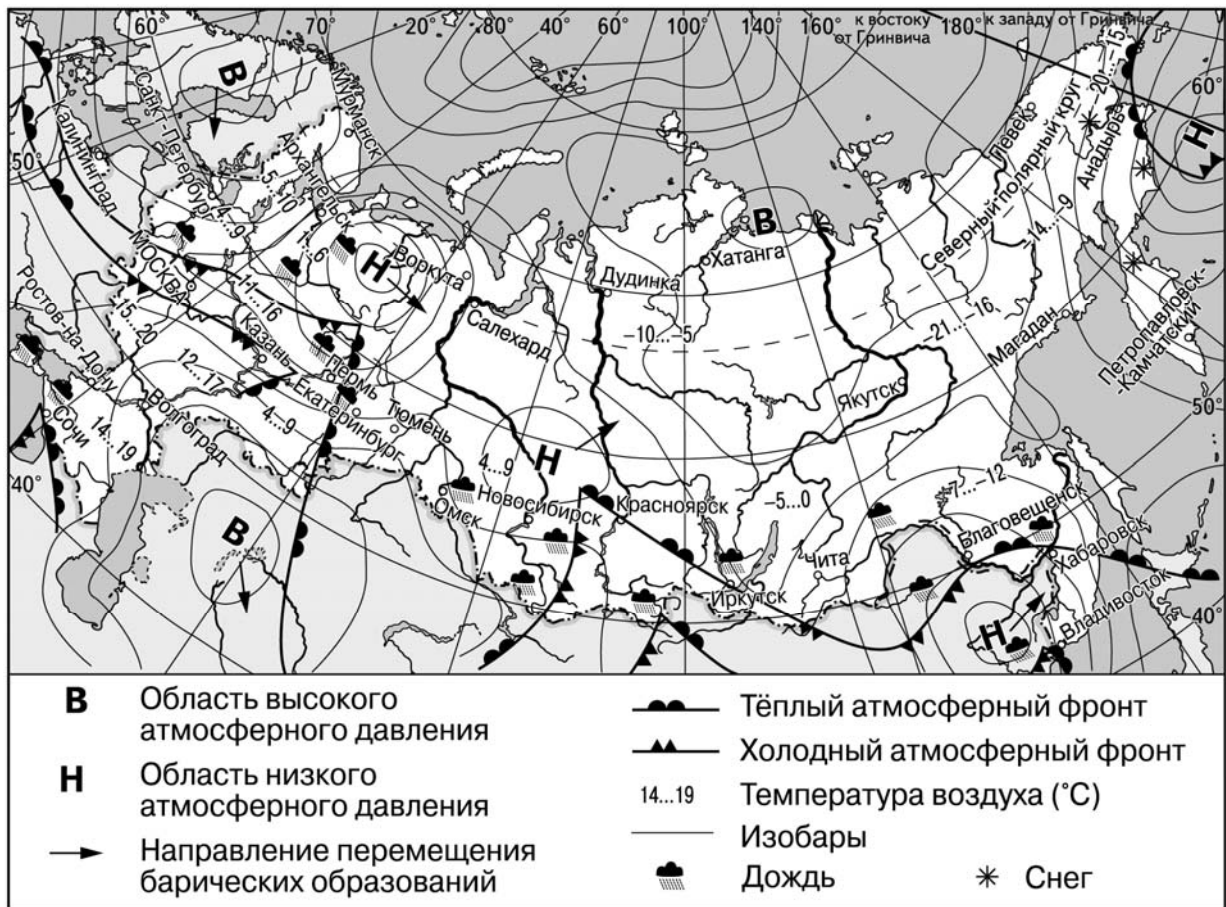 60° 70° 80° 20° 40° 60° 80° 100° 120° 140° 160° 180°
к востоку
от Гринвича
к западу от Гринвича
В
Мурманск
Санкт-Петербург
Калининград
Архангельск
50°
60°
-20...-15
Певек
Северный полярный круг
Анадырь
Н
5...10
4...9
1...6
Н
Воркута
В
Хатанга
Дудинка
-14...-9
МОСКВА
11...16
Салехард
-10...-5
-21...-16
Магадан
Петропавловск-
-Камчатский
Ростов-на-Дону
15...20
Казань
12...17
Пермь
Екатеринбург
Тюмень
4...9
Якутск
50°
Сочи
14...19
Волгоград
4...9
Н
Новосибирск
Омск
Красноярск
-5...0
7...-12
Благовещенск
Хабаровск
40°
В
Чита
Иркутск
Владивосток
Н
40°
В Область высокого
атмосферного давления
Н Область низкого
атмосферного давления
Направление перемещения
барических образований
Тёплый атмосферный фронт
Холодный атмосферный фронт
14...19 Температура воздуха (°С)
Изобары
Дождь
Снег